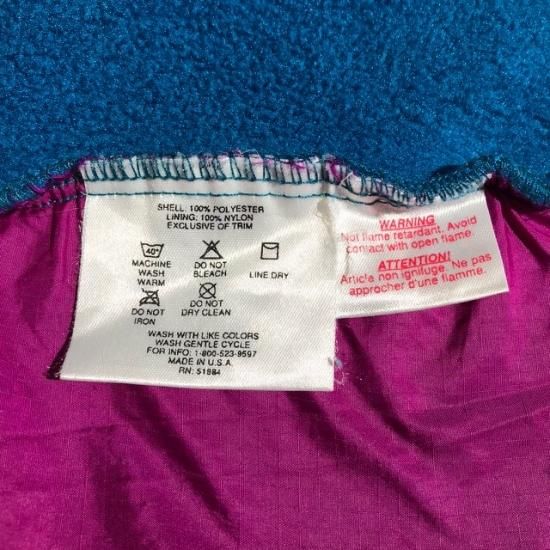 SHELL: 100% POLYESTER
LINING: 100% NYLON
EXCLUSIVE OF TRIM
40°
MACHINE WASH WARM
DO NOT BLEACH
LINE DRY
DO NOT IRON
DO NOT DRY CLEAN
WASH WITH LIKE COLORS
WASH GENTLE CYCLE
FOR INFO: 1-800-523-9597
MADE IN U.S.A.
RN: 51884
WARNING
Not flame retardant. Avoid
contact with open flame.
ATTENTION!
Article non ignifuge. Ne pas
approcher d'une flamme.